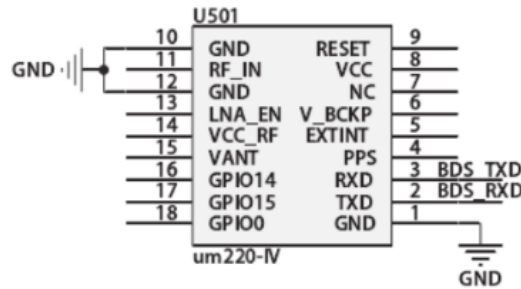 U501
10 GND RESET 9
GND 11 RF_IN VCC 8
12 GND NC 7
13 LNA_EN V_BCKP 6
14 VCC_RF EXTINT 5
15 VANT PPS 4
16 GPIO14 RXD 3 BDS_TXD
17 GPIO15 TXD 2 BDS_RXD
18 GPIO0 GND 1
um220-IV
GND